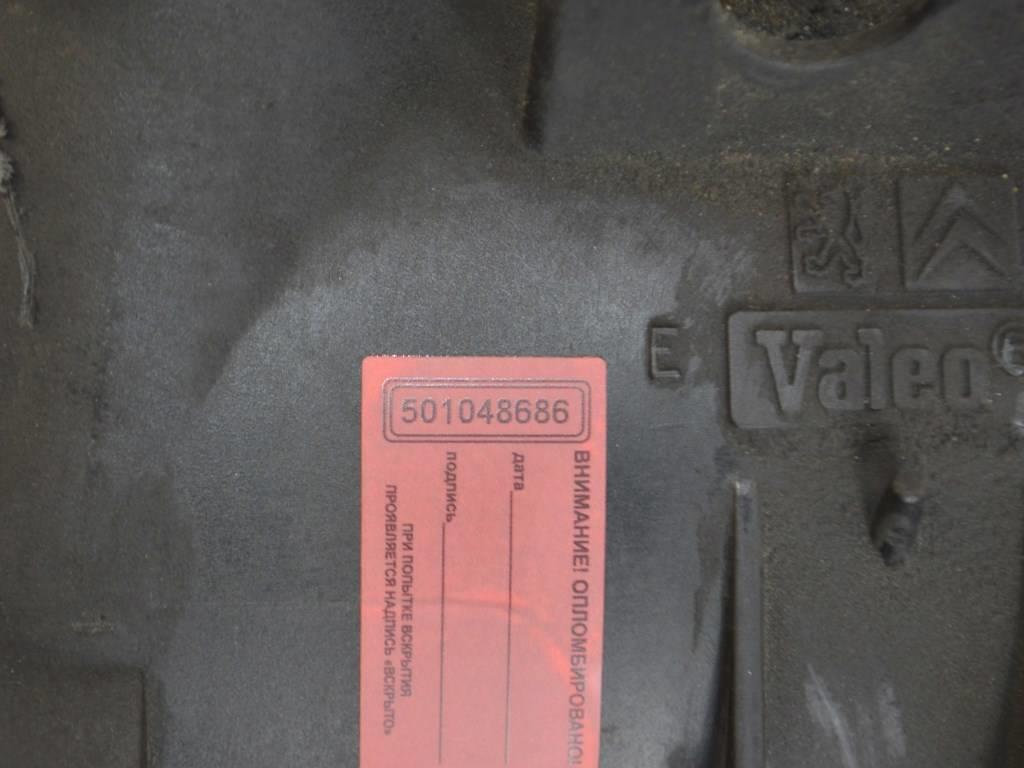 E
Valeo
501048686
ВНИМАНИЕ! ОПЛОМБИРОВАНО!
дата
подпись
ПРИ ПОПЫТКЕ ВСКРЫТИЯ
ПРОЯВЛЯЕТСЯ НАДПИСЬ «ВСКРЫТО»